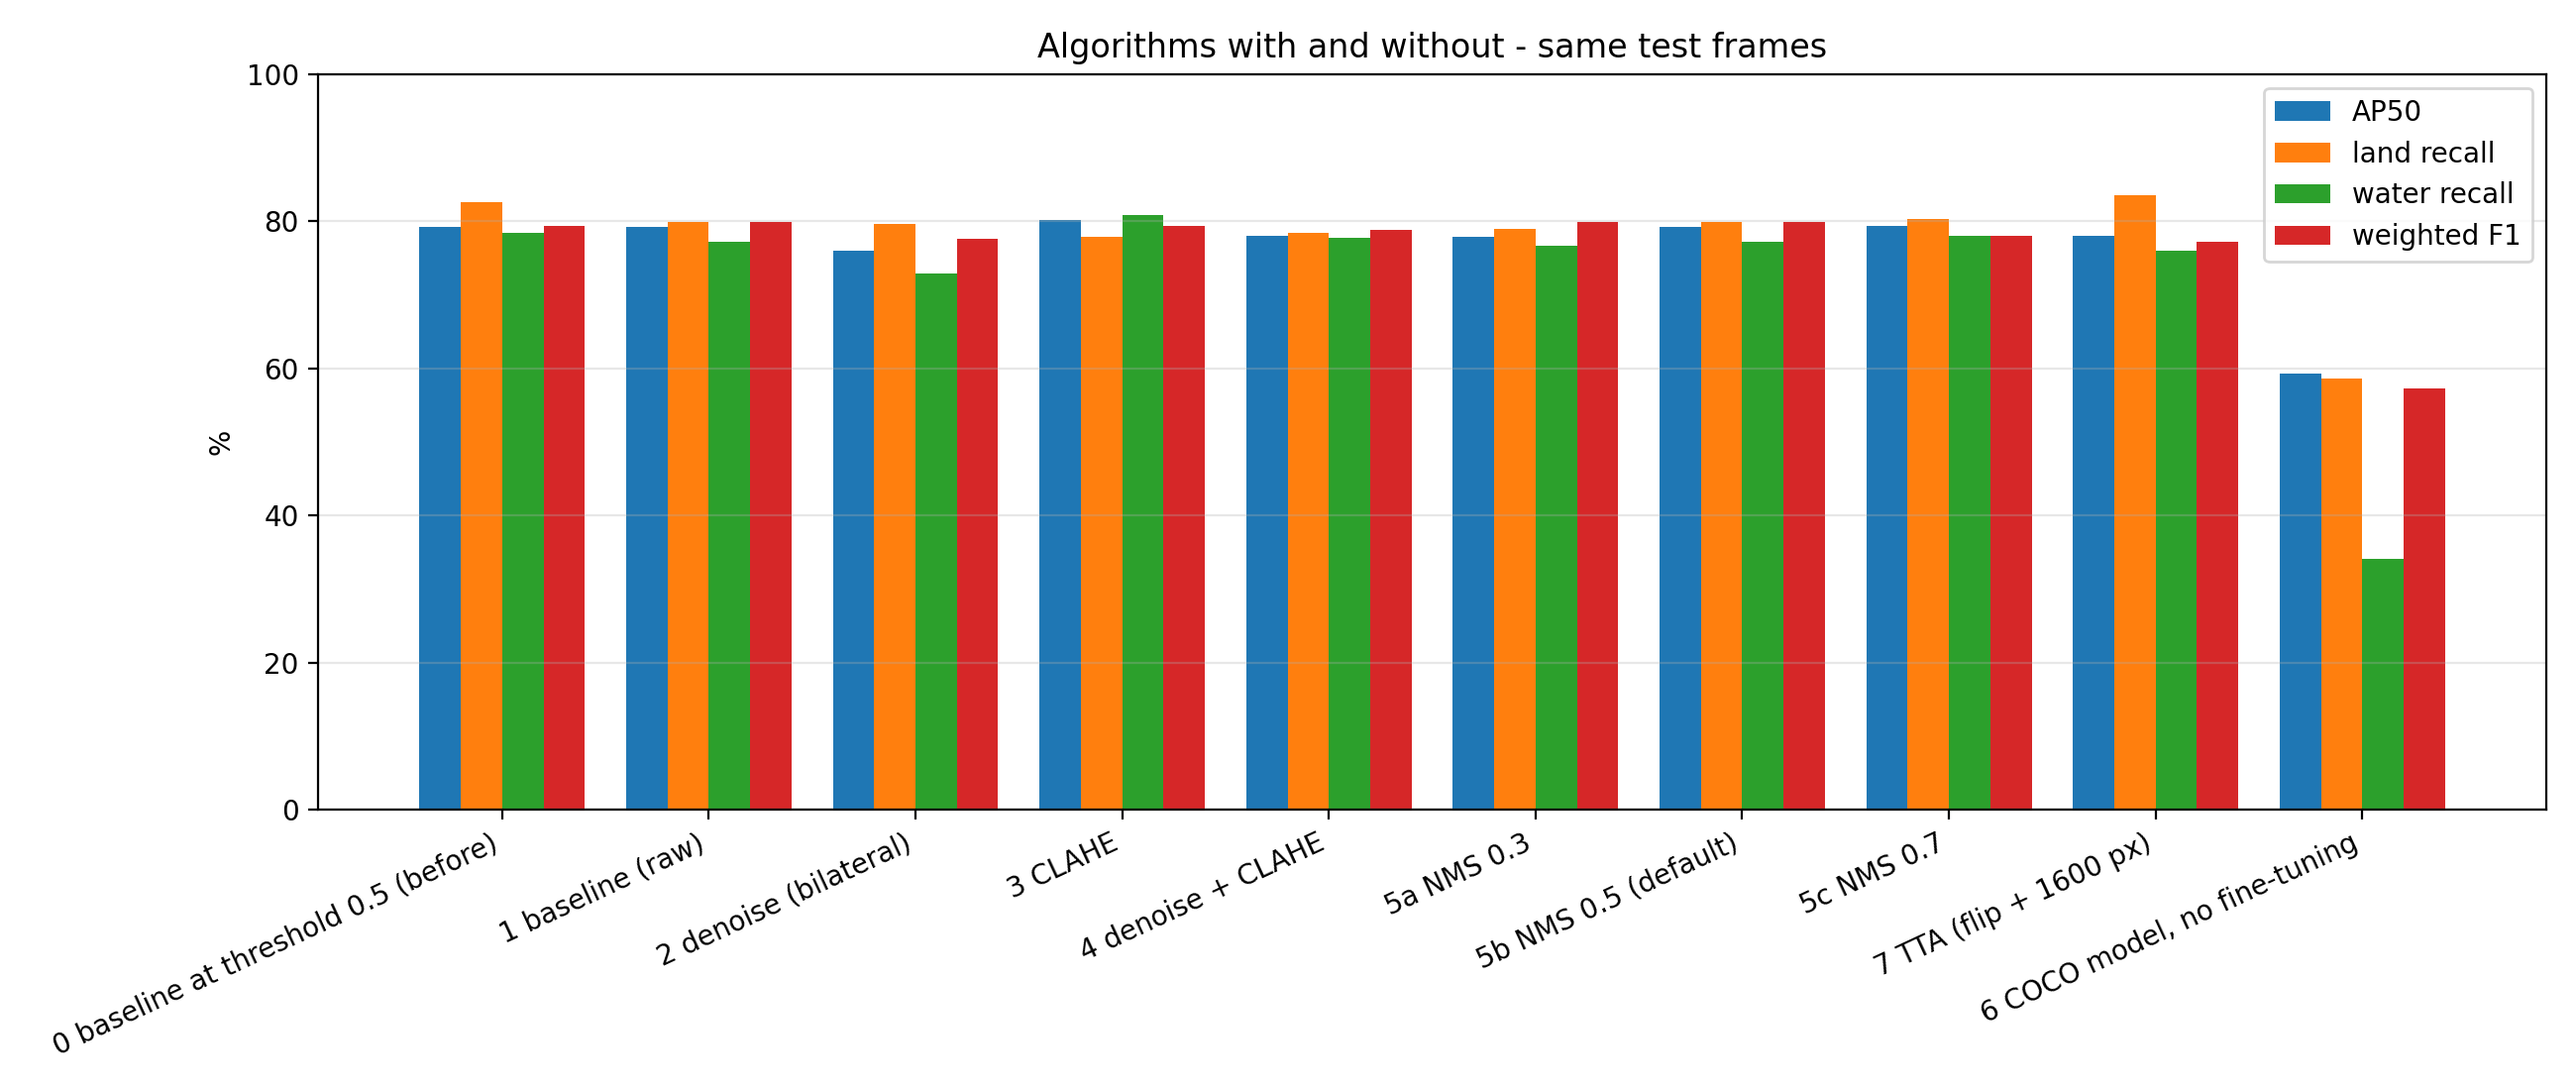 Algorithms with and without - same test frames
100
80
60
40
20
0
%
AP50
land recall
water recall
weighted F1
0 baseline at threshold 0.5 (before)
1 baseline (raw)
2 denoise (bilateral)
3 CLAHE
4 denoise + CLAHE
5a NMS 0.3
5b NMS 0.5 (default)
5c NMS 0.7
7 TTA (flip + 1600 px)
6 COCO model, no fine-tuning